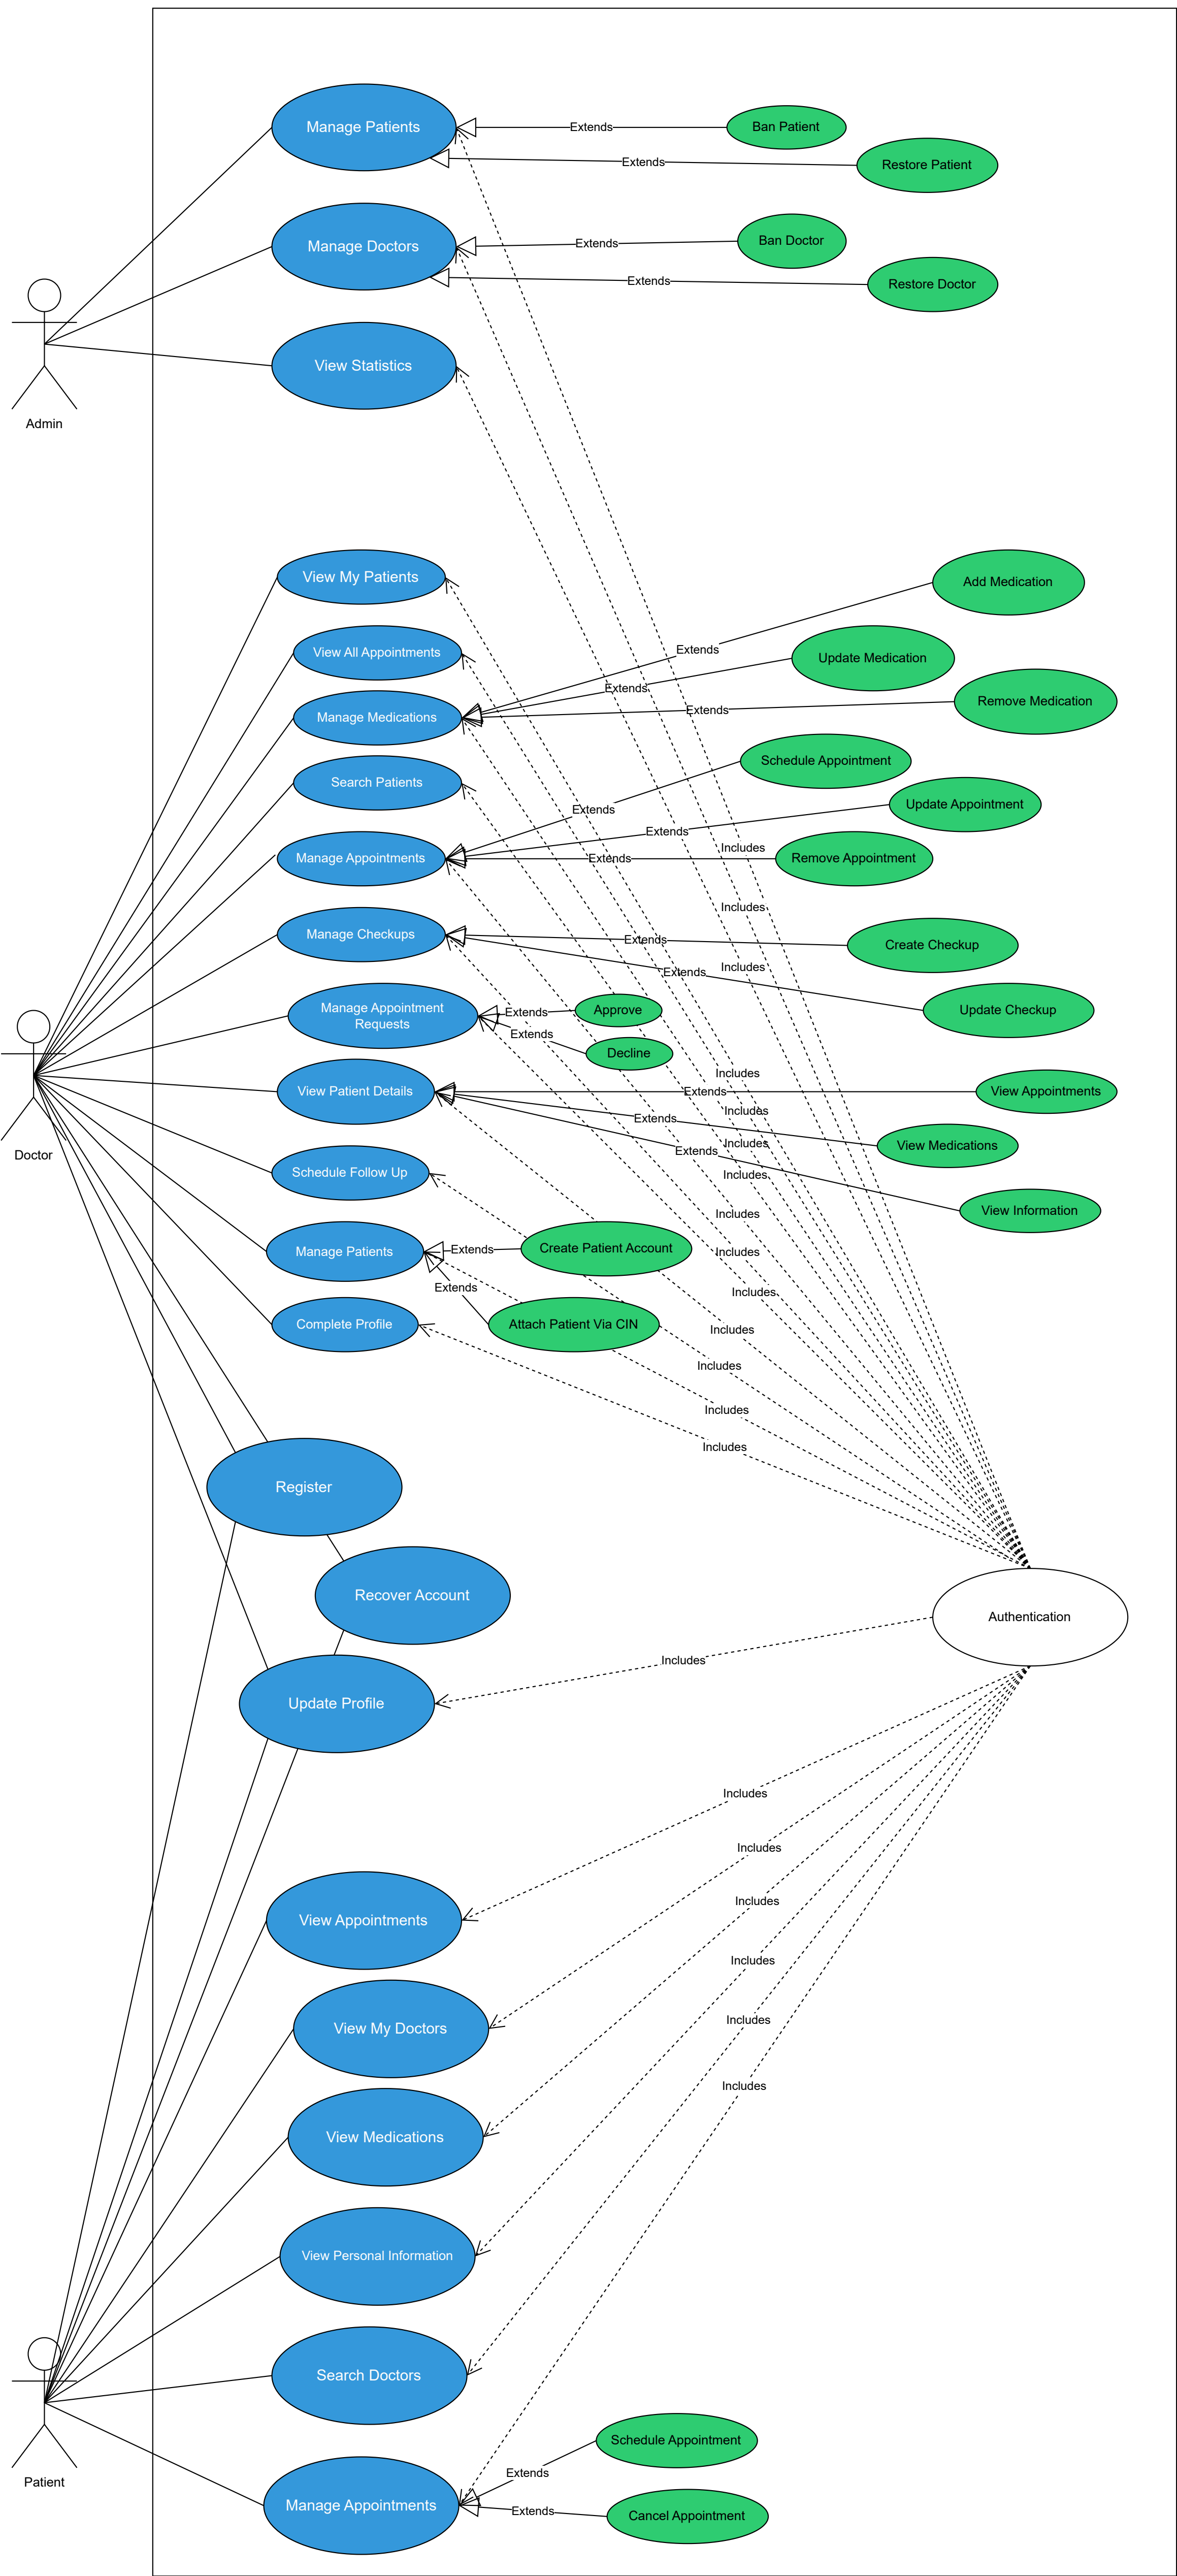 Manage Patients
Extends
Ban Patient
Extends
Restore Patient
Manage Doctors
Extends
Ban Doctor
Extends
Restore Doctor
View Statistics
Admin
View My Patients
Add Medication
View All Appointments
Extends
Update Medication
Extends
Manage Medications
Extends
Remove Medication
Search Patients
Schedule Appointment
Extends
Update Appointment
Extends
Includes
Manage Appointments
Extends
Remove Appointment
Includes
Manage Checkups
Extends
Create Checkup
Includes
Extends
Manage Appointment
Requests
Extends
Approve
Update Checkup
Extends
Decline
Includes
View Patient Details
Extends
View Appointments
Includes
Extends
Includes
View Medications
Extends
Doctor
Schedule Follow Up
Includes
Includes
View Information
Manage Patients
Extends
Create Patient Account
Includes
Extends
Includes
Complete Profile
Attach Patient Via CIN
Includes
Includes
Includes
Includes
Register
Recover Account
Authentication
Includes
Update Profile
Includes
Includes
Includes
View Appointments
Includes
Includes
View My Doctors
Includes
View Medications
View Personal Information
Search Doctors
Schedule Appointment
Extends
Patient
Manage Appointments
Extends
Cancel Appointment